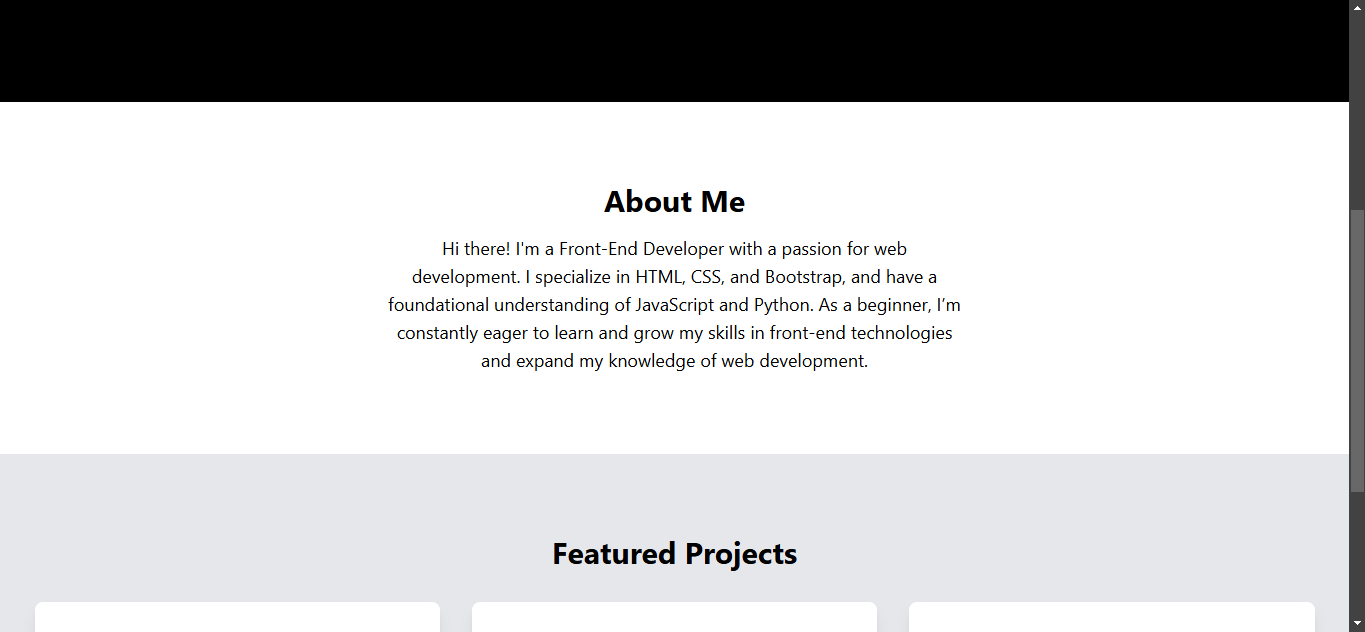 About Me
Hi there! I'm a Front-End Developer with a passion for web
development. I specialize in HTML, CSS, and Bootstrap, and have a
foundational understanding of JavaScript and Python. As a beginner, I’m
constantly eager to learn and grow my skills in front-end technologies
and expand my knowledge of web development.
Featured Projects